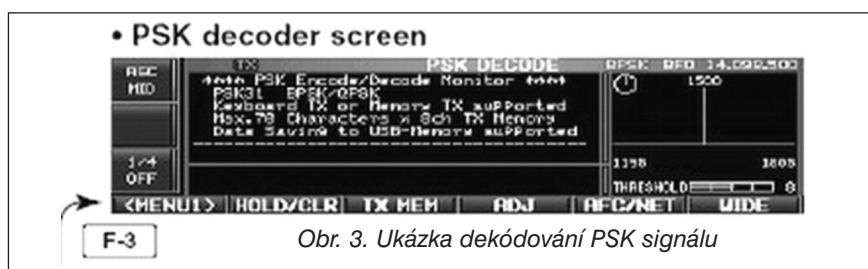 • PSK decoder screen
AGC MID
TX PSK DECODE BPSK RF0 14.098.500
**** PSK Encode/Decode Monitor ****
PSK31 BPSK/QPSK
Keyboard TX or Memory TX supported
Max.70 Characters x 8ch TX Memory
Data Saving to USB-Memory supported
1500
1/4 OFF
1195 1805
THRESHOLD 8
<MENU1> HOLD/CLR TX MEM ADJ AFC/NET WIDE
F-3
Obr. 3. Ukázka dekódování PSK signálu